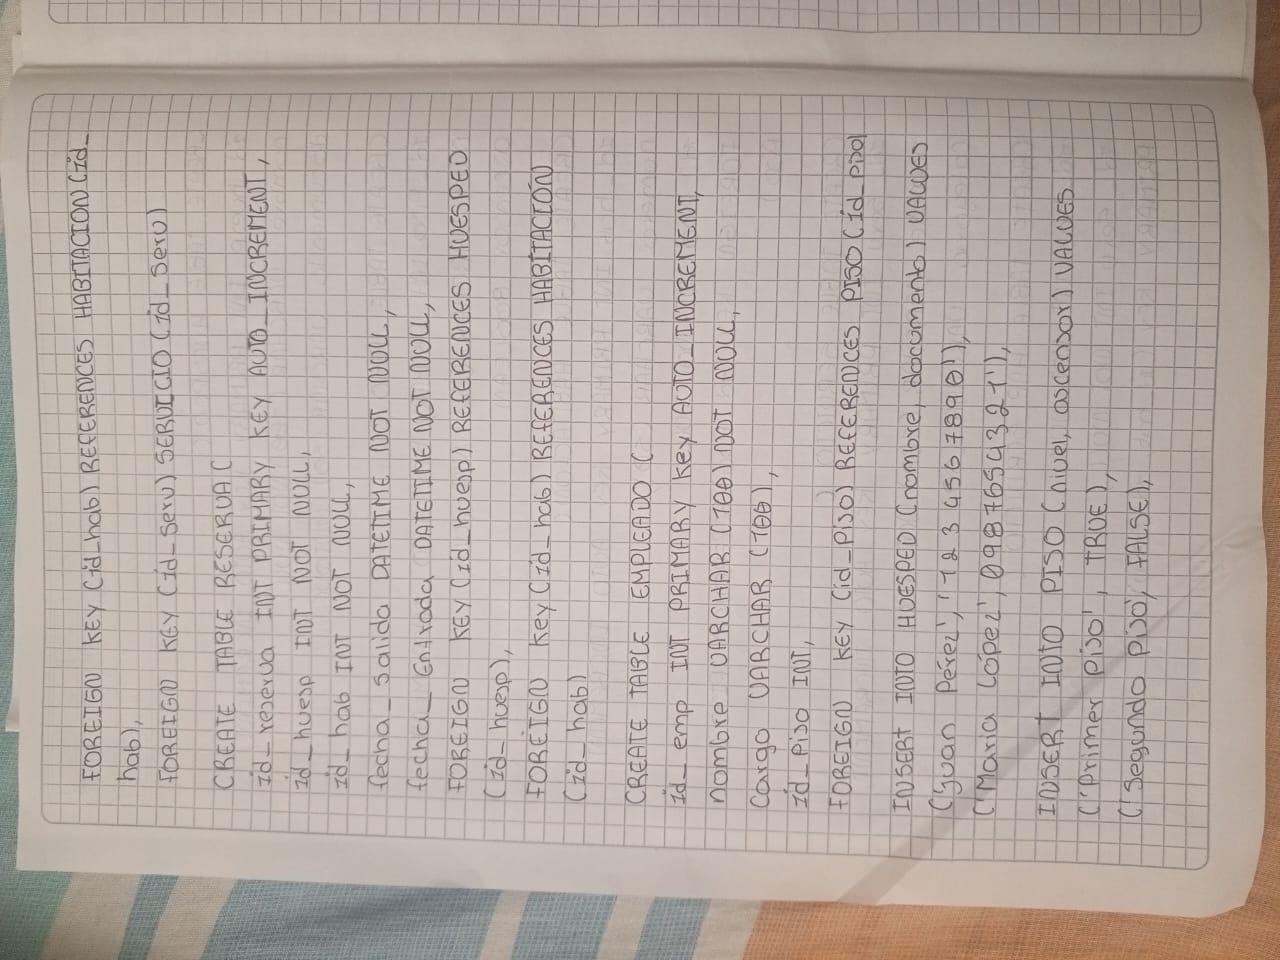 FOREIGN KEY (id_hab) REFERENCES HABITACION (id_
hab),
FOREIGN KEY (id_serv) SERVICIO (id_serv)
CREATE TABLE RESERVA (
id_reserva INT PRIMARY KEY AUTO_INCREMENT,
id_huesp INT NOT NULL,
id_hab INT NOT NULL,
fecha_salida DATETIME NOT NULL,
fecha_Entrada DATETIME NOT NULL,
FOREIGN KEY (id_huesp) REFERENCES HUESPED
(id_huesp),
FOREIGN Key (id_hab) REFERENCES HABITACIÓN
(id_hab)
CREATE TABLE EMPLEADO (
id_emp INT PRIMARY Key AUTO_INCREMENT,
nombre VARCHAR (100) NOT NULL,
Cargo VARCHAR (100),
id_Piso INT,
FOREIGN KEY (id_Piso) REFERENCES PISO (id_piso)
INSERT INTO HUESPED (nombre, documento) VALUES
('Juan Pérez', '1234567890'),
('Maria López', 0987654321'),
INSERT INTO PISO (nivel, ascensor) VALUES
('Primer piso', TRUE),
('Segundo piso', FALSE),